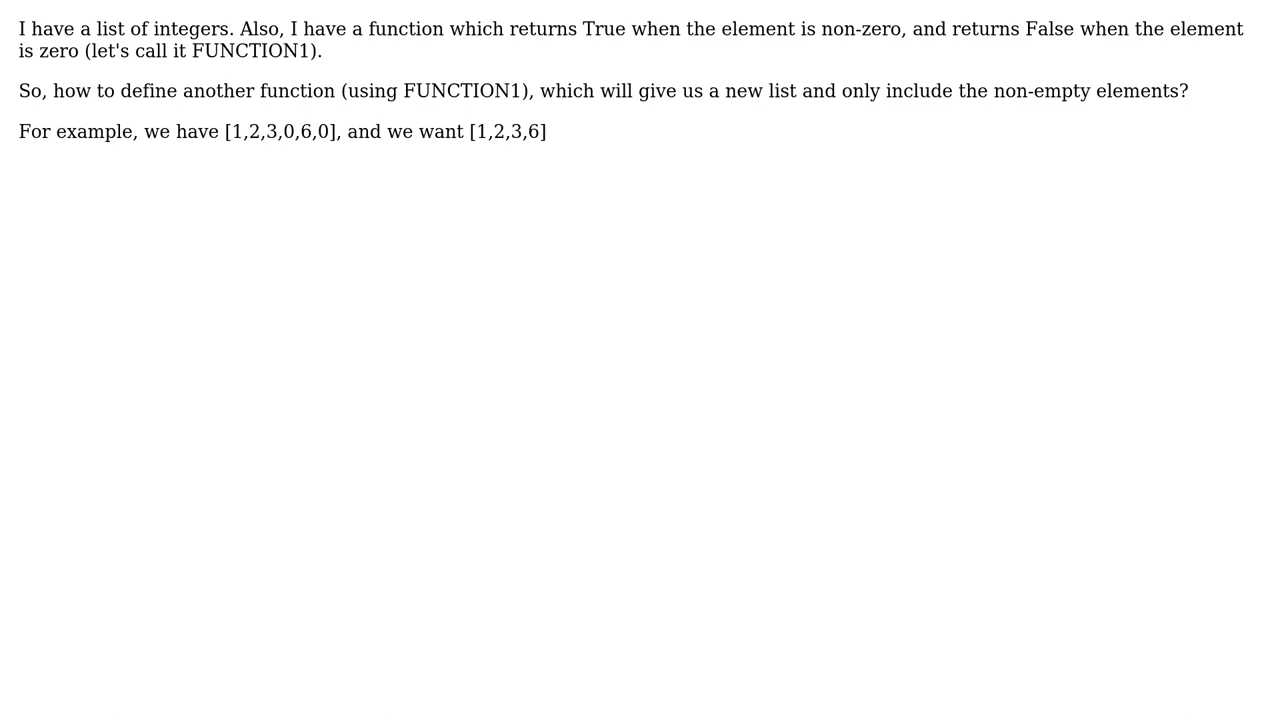 I have a list of integers. Also, I have a function which returns True when the element is non-zero, and returns False when the element
is zero (let's call it FUNCTION1).
So, how to define another function (using FUNCTION1), which will give us a new list and only include the non-empty elements?
For example, we have [1,2,3,0,6,0], and we want [1,2,3,6]